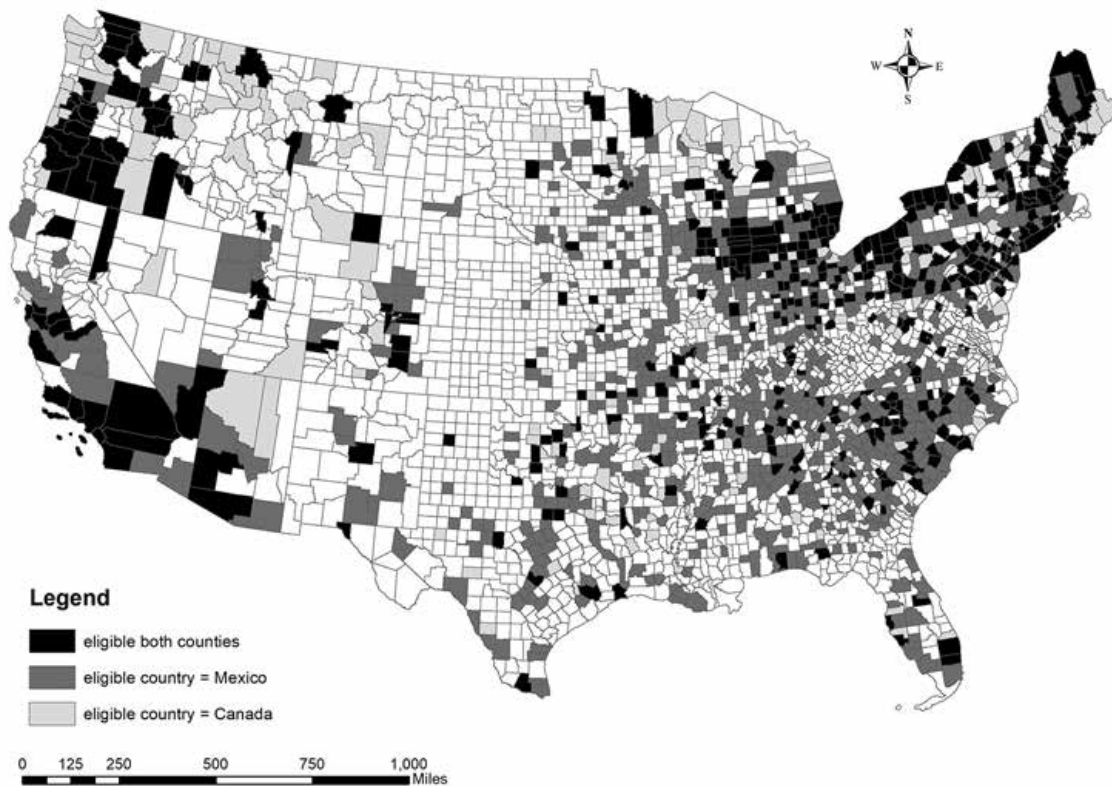 N
W E
S
Legend
eligible both counties
eligible country = Mexico
eligible country = Canada
0 125 250 500 750 1,000
Miles